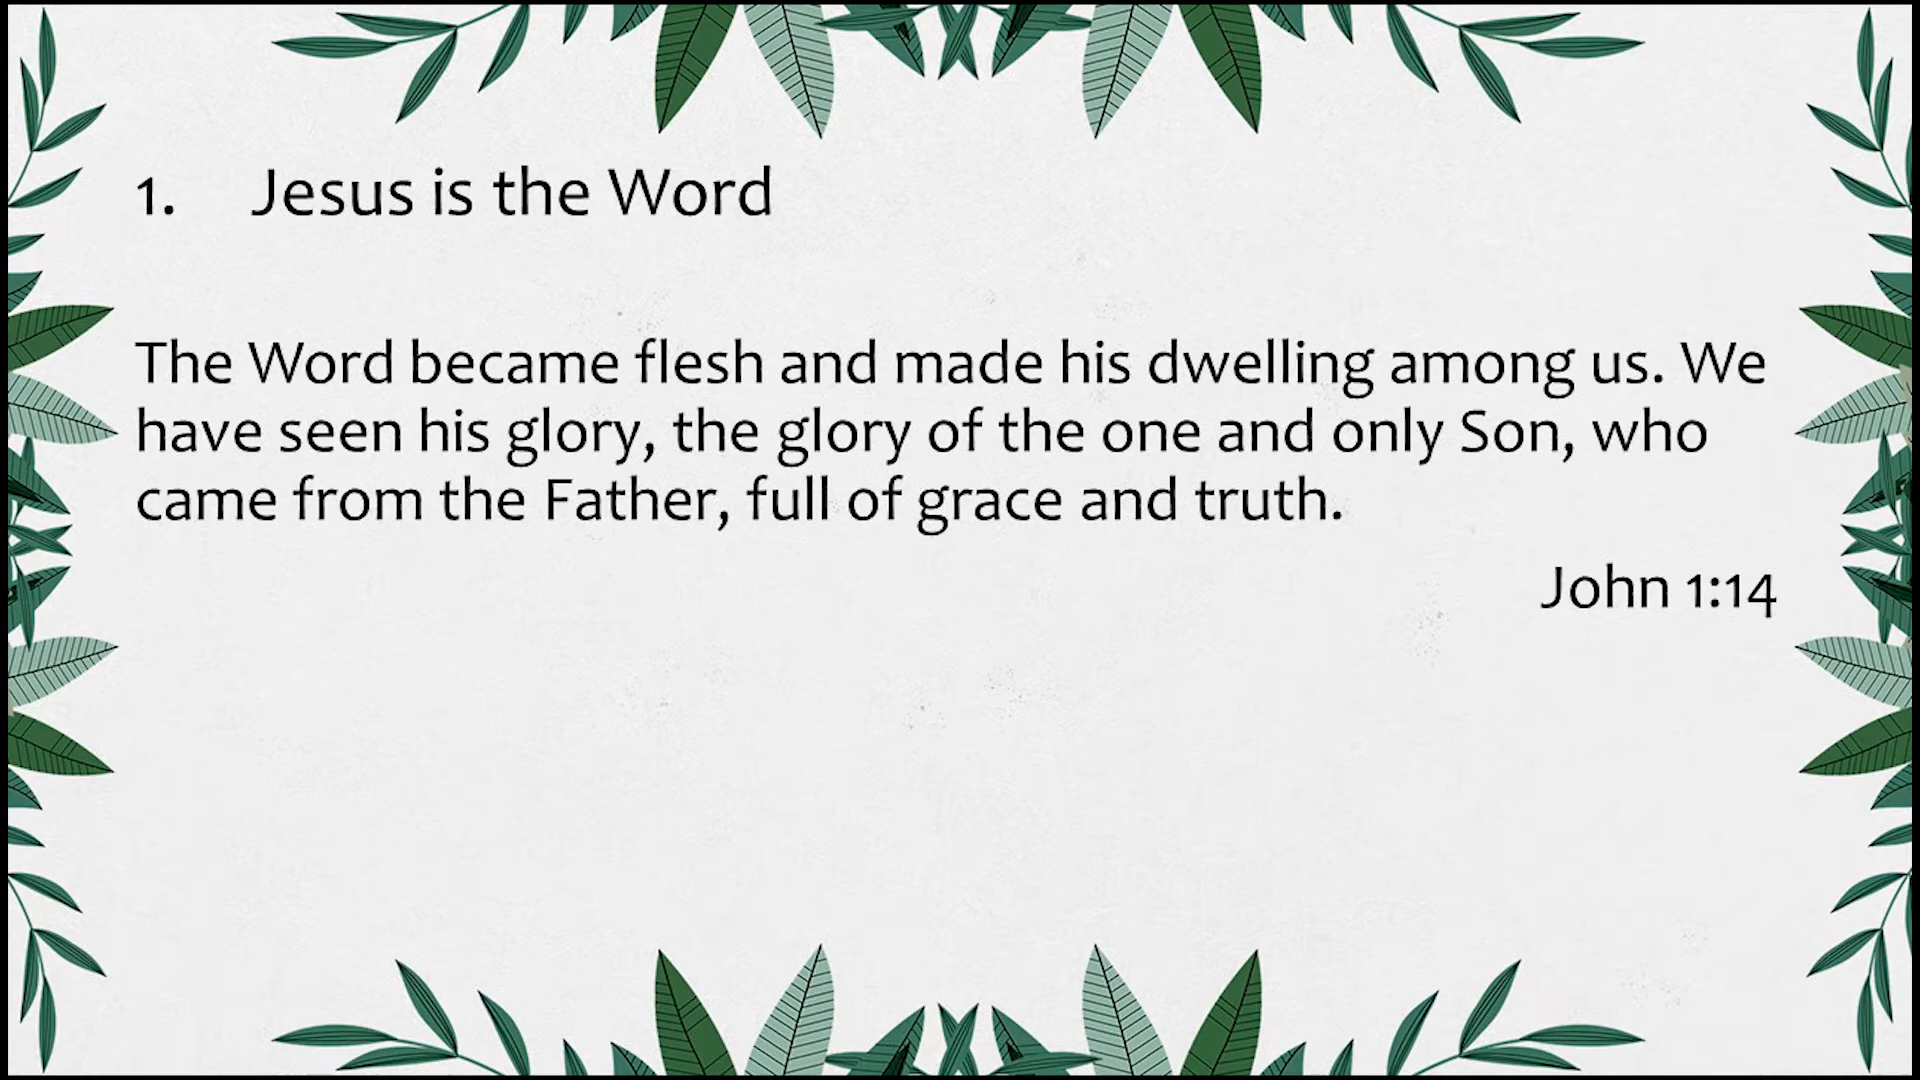 1. Jesus is the Word
The Word became flesh and made his dwelling among us. We
have seen his glory, the glory of the one and only Son, who
came from the Father, full of grace and truth.
John 1:14